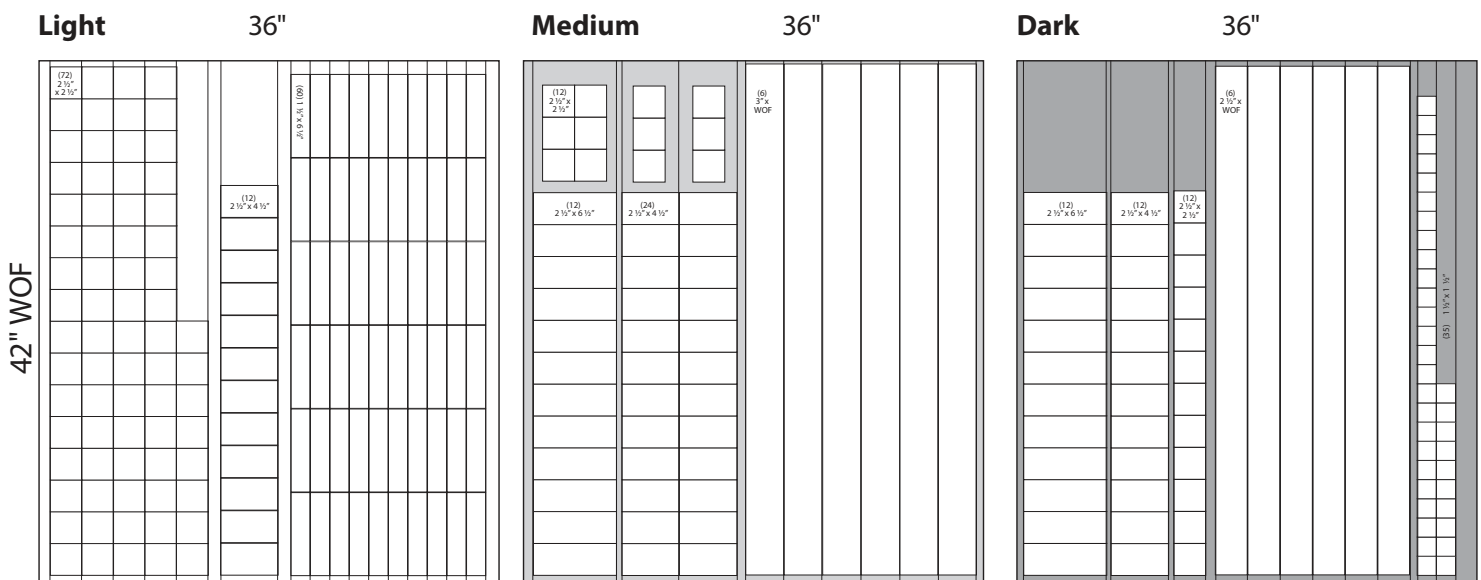 Light 36"
Medium 36"
Dark 36"
42" WOF
(72)
2 ½"
x 2 ½"
(12)
2 ½" x 4 ½"
(60) 1 ½" x 6 ½"
(12)
2 ½" x
2 ½"
(12)
2 ½" x 6 ½"
(24)
2 ½" x 4 ½"
(6)
3" x
WOF
(12)
2 ½" x 6 ½"
(12)
2 ½" x 4 ½"
(12)
2 ½" x
2 ½"
(6)
2 ½" x
WOF
(35) 1 ½" x 1 ½"